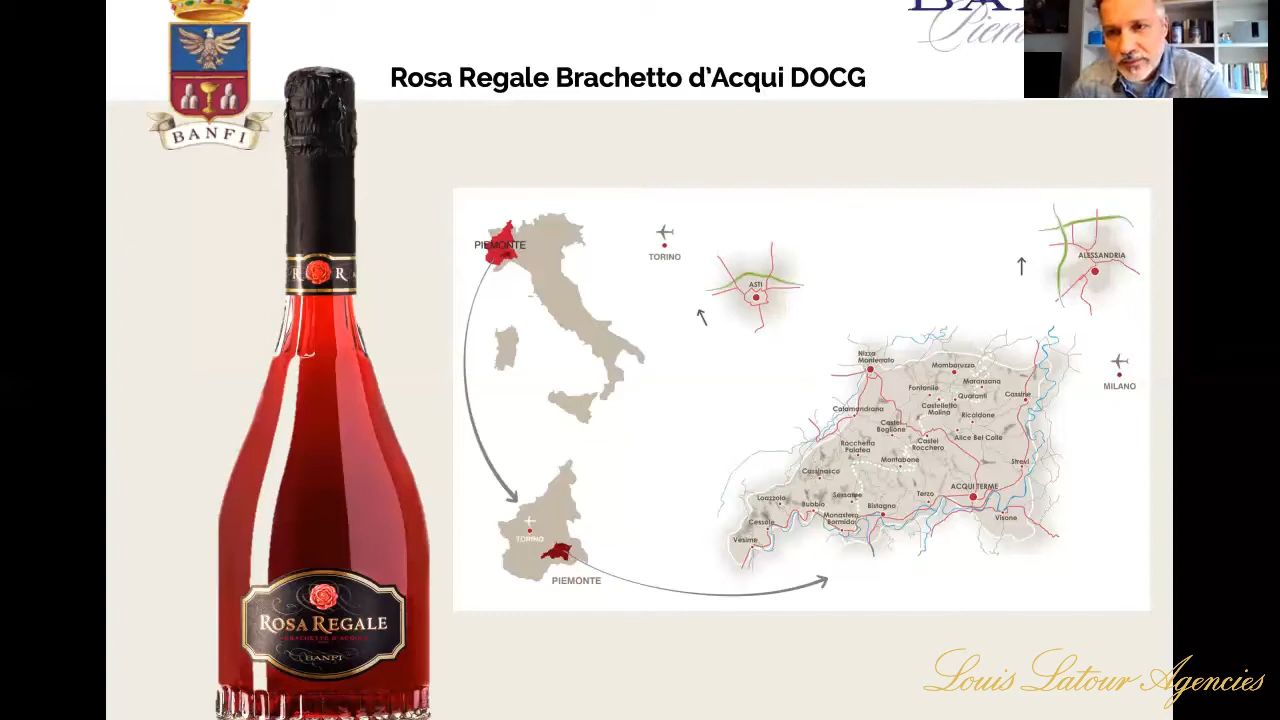 Rosa Regale Brachetto d’Acqui DOCG
BANFI
R R
PIEMONTE
TORINO
ASTI
ALESSANDRIA
MILANO
Nizza
Monferrato
Mombaruzzo
Maranzana
Fontanile
Quaranti
Cassine
Castelletto
Molina
Calamandrana
Ricaldone
Castel
Boglione
Alice Bel Colle
Castel
Rocchero
Rocchetta
Palafea
Montabone
Strevi
Cassinasco
ACQUI TERME
Loazzolo
Sessame
Terzo
Bubbio
Bistagno
Monastero
Bormida
Visone
Cessole
Vesime
TORINO
PIEMONTE
ROSA REGALE
BRACHETTO D'ACQUI
BANFI
Louis Latour Agencies